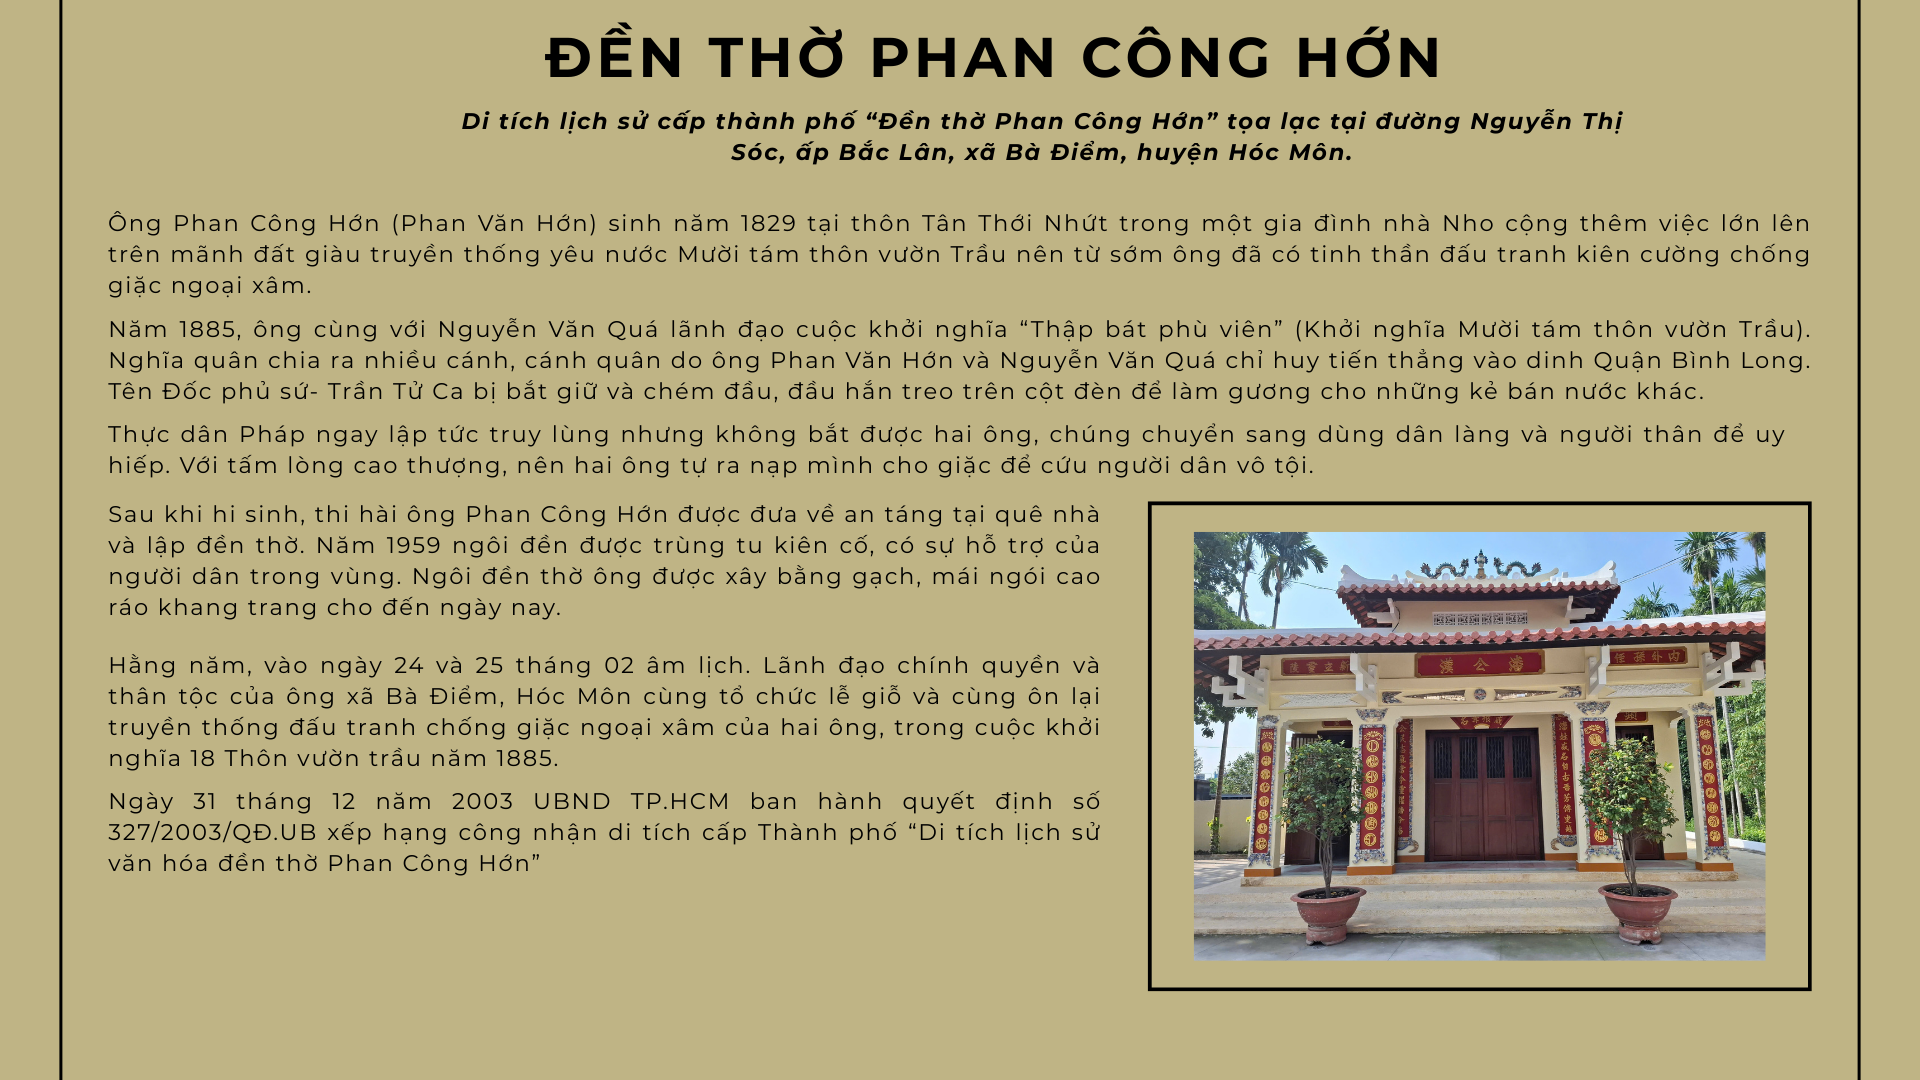 ĐỀN THỜ PHAN CÔNG HỚN
Di tích lịch sử cấp thành phố “Đền thờ Phan Công Hớn” tọa lạc tại đường Nguyễn Thị
Sóc, ấp Bắc Lân, xã Bà Điểm, huyện Hóc Môn.
Ông Phan Công Hớn (Phan Văn Hớn) sinh năm 1829 tại thôn Tân Thới Nhứt trong một gia đình nhà Nho cộng thêm việc lớn lên
trên mãnh đất giàu truyền thống yêu nước Mười tám thôn vườn Trầu nên từ sớm ông đã có tinh thần đấu tranh kiên cường chống
giặc ngoại xâm.
Năm 1885, ông cùng với Nguyễn Văn Quá lãnh đạo cuộc khởi nghĩa “Thập bát phù viên” (Khởi nghĩa Mười tám thôn vườn Trầu).
Nghĩa quân chia ra nhiều cánh, cánh quân do ông Phan Văn Hớn và Nguyễn Văn Quá chỉ huy tiến thẳng vào dinh Quận Bình Long.
Tên Đốc phủ sứ- Trần Tử Ca bị bắt giữ và chém đầu, đầu hắn treo trên cột đèn để làm gương cho những kẻ bán nước khác.
Thực dân Pháp ngay lập tức truy lùng nhưng không bắt được hai ông, chúng chuyển sang dùng dân làng và người thân để uy
hiếp. Với tấm lòng cao thượng, nên hai ông tự ra nạp mình cho giặc để cứu người dân vô tội.
Sau khi hi sinh, thi hài ông Phan Công Hớn được đưa về an táng tại quê nhà
và lập đền thờ. Năm 1959 ngôi đền được trùng tu kiên cố, có sự hỗ trợ của
người dân trong vùng. Ngôi đền thờ ông được xây bằng gạch, mái ngói cao
ráo khang trang cho đến ngày nay.
Hằng năm, vào ngày 24 và 25 tháng 02 âm lịch. Lãnh đạo chính quyền và
thân tộc của ông xã Bà Điểm, Hóc Môn cùng tổ chức lễ giỗ và cùng ôn lại
truyền thống đấu tranh chống giặc ngoại xâm của hai ông, trong cuộc khởi
nghĩa 18 Thôn vườn trầu năm 1885.
Ngày 31 tháng 12 năm 2003 UBND TP.HCM ban hành quyết định số
327/2003/QĐ.UB xếp hạng công nhận di tích cấp Thành phố “Di tích lịch sử
văn hóa đền thờ Phan Công Hớn”